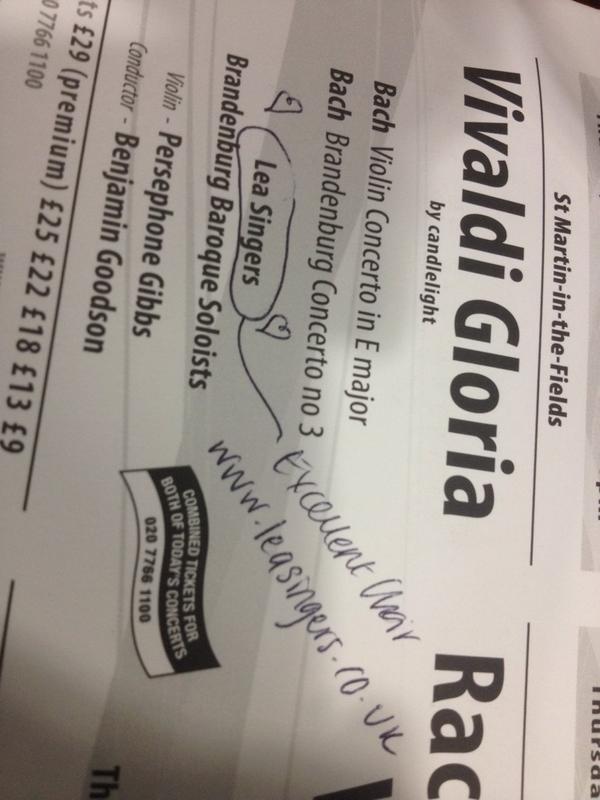 St Martin-in-the-Fields
Vivaldi Gloria
by candlelight
Bach Violin Concerto in E major
Bach Brandenburg Concerto no 3
Lea Singers
Brandenburg Baroque Soloists
Violin - Persephone Gibbs
Conductor - Benjamin Goodson
ts £29 (premium) £25 £22 £18 £13 £9
0 7766 1100
Excellent Choir
www.leasingers.co.uk
COMBINED TICKETS FOR
BOTH OF TODAY'S CONCERTS
020 7766 1100
Thursda
Rac
Th